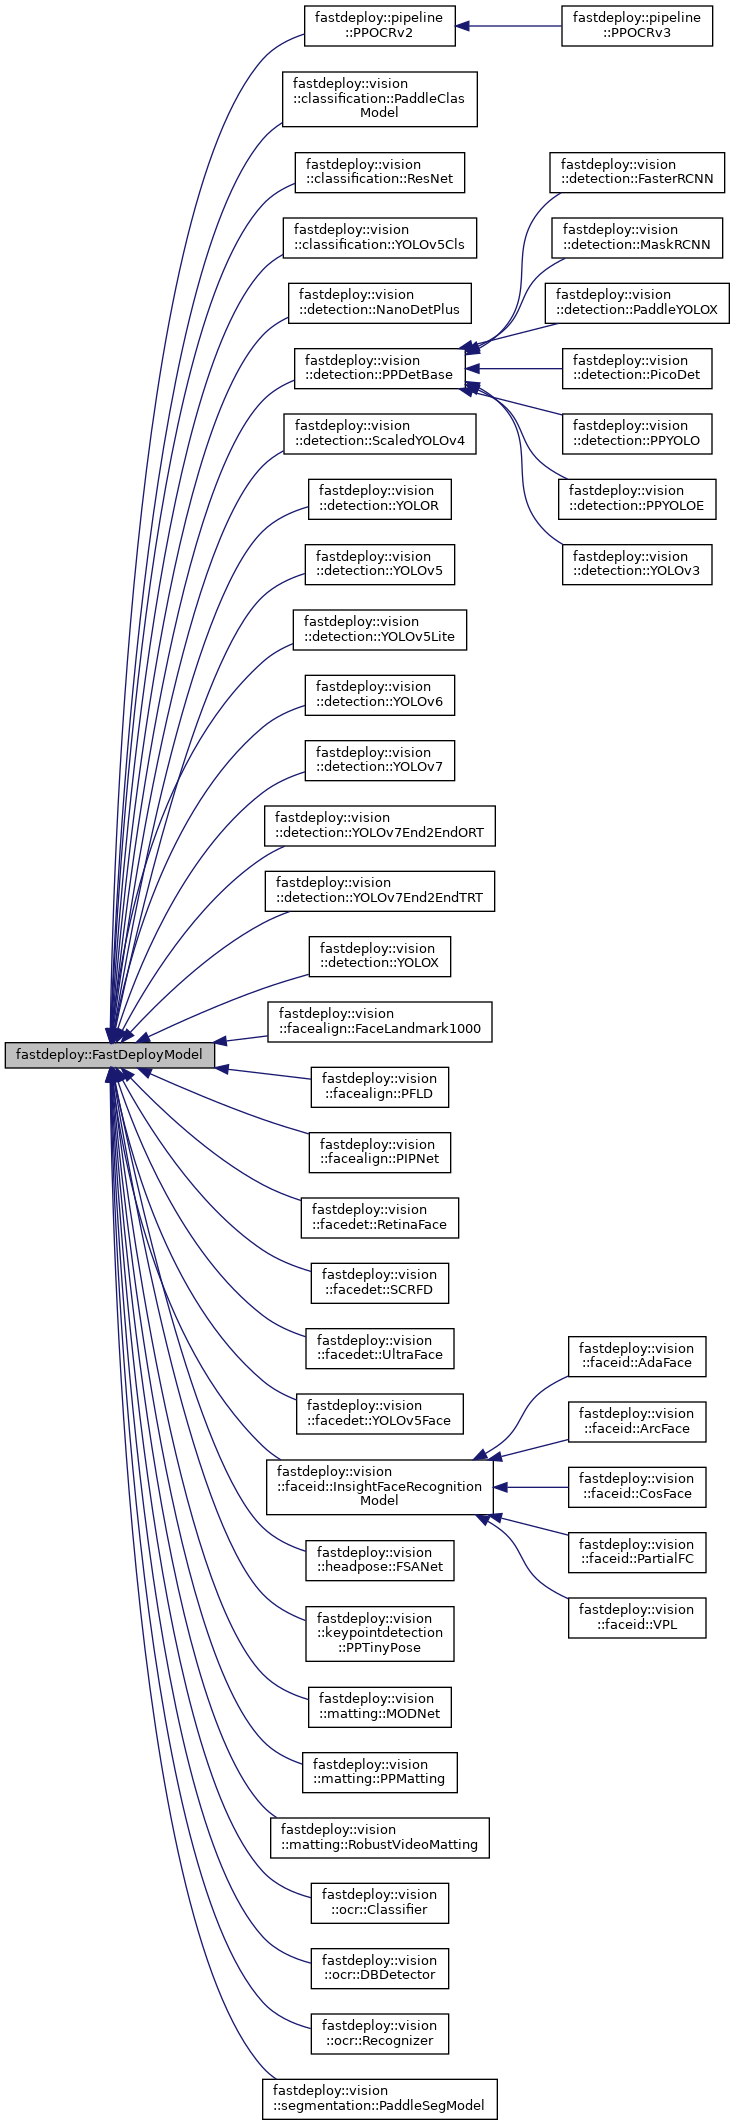 fastdeploy::pipeline
::PPOCRv2
fastdeploy::pipeline
::PPOCRv3
fastdeploy::vision
::classification::PaddleClas
Model
fastdeploy::vision
::classification::ResNet
fastdeploy::vision
::detection::FasterRCNN
fastdeploy::vision
::classification::YOLOv5Cls
fastdeploy::vision
::detection::MaskRCNN
fastdeploy::vision
::detection::NanoDetPlus
fastdeploy::vision
::detection::PaddleYOLOX
fastdeploy::vision
::detection::PPDetBase
fastdeploy::vision
::detection::PicoDet
fastdeploy::vision
::detection::ScaledYOLOv4
fastdeploy::vision
::detection::PPYOLO
fastdeploy::vision
::detection::YOLOR
fastdeploy::vision
::detection::PPYOLOE
fastdeploy::vision
::detection::YOLOv5
fastdeploy::vision
::detection::YOLOv3
fastdeploy::vision
::detection::YOLOv5Lite
fastdeploy::vision
::detection::YOLOv6
fastdeploy::vision
::detection::YOLOv7
fastdeploy::vision
::detection::YOLOv7End2EndORT
fastdeploy::vision
::detection::YOLOv7End2EndTRT
fastdeploy::vision
::detection::YOLOX
fastdeploy::vision
::facealign::FaceLandmark1000
fastdeploy::FastDeployModel
fastdeploy::vision
::facealign::PFLD
fastdeploy::vision
::facealign::PIPNet
fastdeploy::vision
::facedet::RetinaFace
fastdeploy::vision
::facedet::SCRFD
fastdeploy::vision
::facedet::UltraFace
fastdeploy::vision
::faceid::AdaFace
fastdeploy::vision
::facedet::YOLOv5Face
fastdeploy::vision
::faceid::ArcFace
fastdeploy::vision
::faceid::InsightFaceRecognition
Model
fastdeploy::vision
::faceid::CosFace
fastdeploy::vision
::headpose::FSANet
fastdeploy::vision
::faceid::PartialFC
fastdeploy::vision
::keypointdetection
::PPTinyPose
fastdeploy::vision
::faceid::VPL
fastdeploy::vision
::matting::MODNet
fastdeploy::vision
::matting::PPMatting
fastdeploy::vision
::matting::RobustVideoMatting
fastdeploy::vision
::ocr::Classifier
fastdeploy::vision
::ocr::DBDetector
fastdeploy::vision
::ocr::Recognizer
fastdeploy::vision
::segmentation::PaddleSegModel